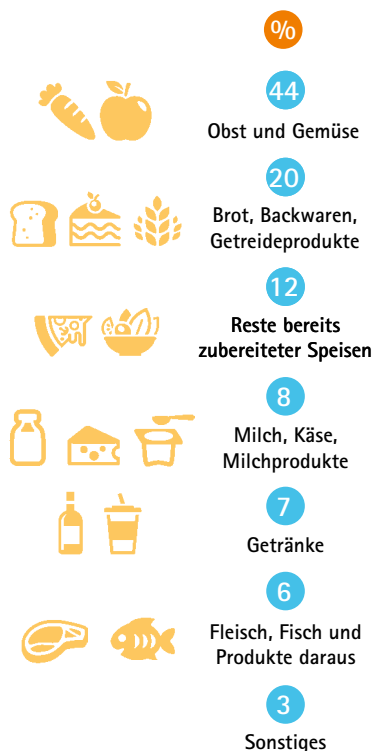 %
44
Obst und Gemüse
20
Brot, Backwaren,
Getreideprodukte
12
Reste bereits
zubereiteter Speisen
8
Milch, Käse,
Milchprodukte
7
Getränke
6
Fleisch, Fisch und
Produkte daraus
3
Sonstiges